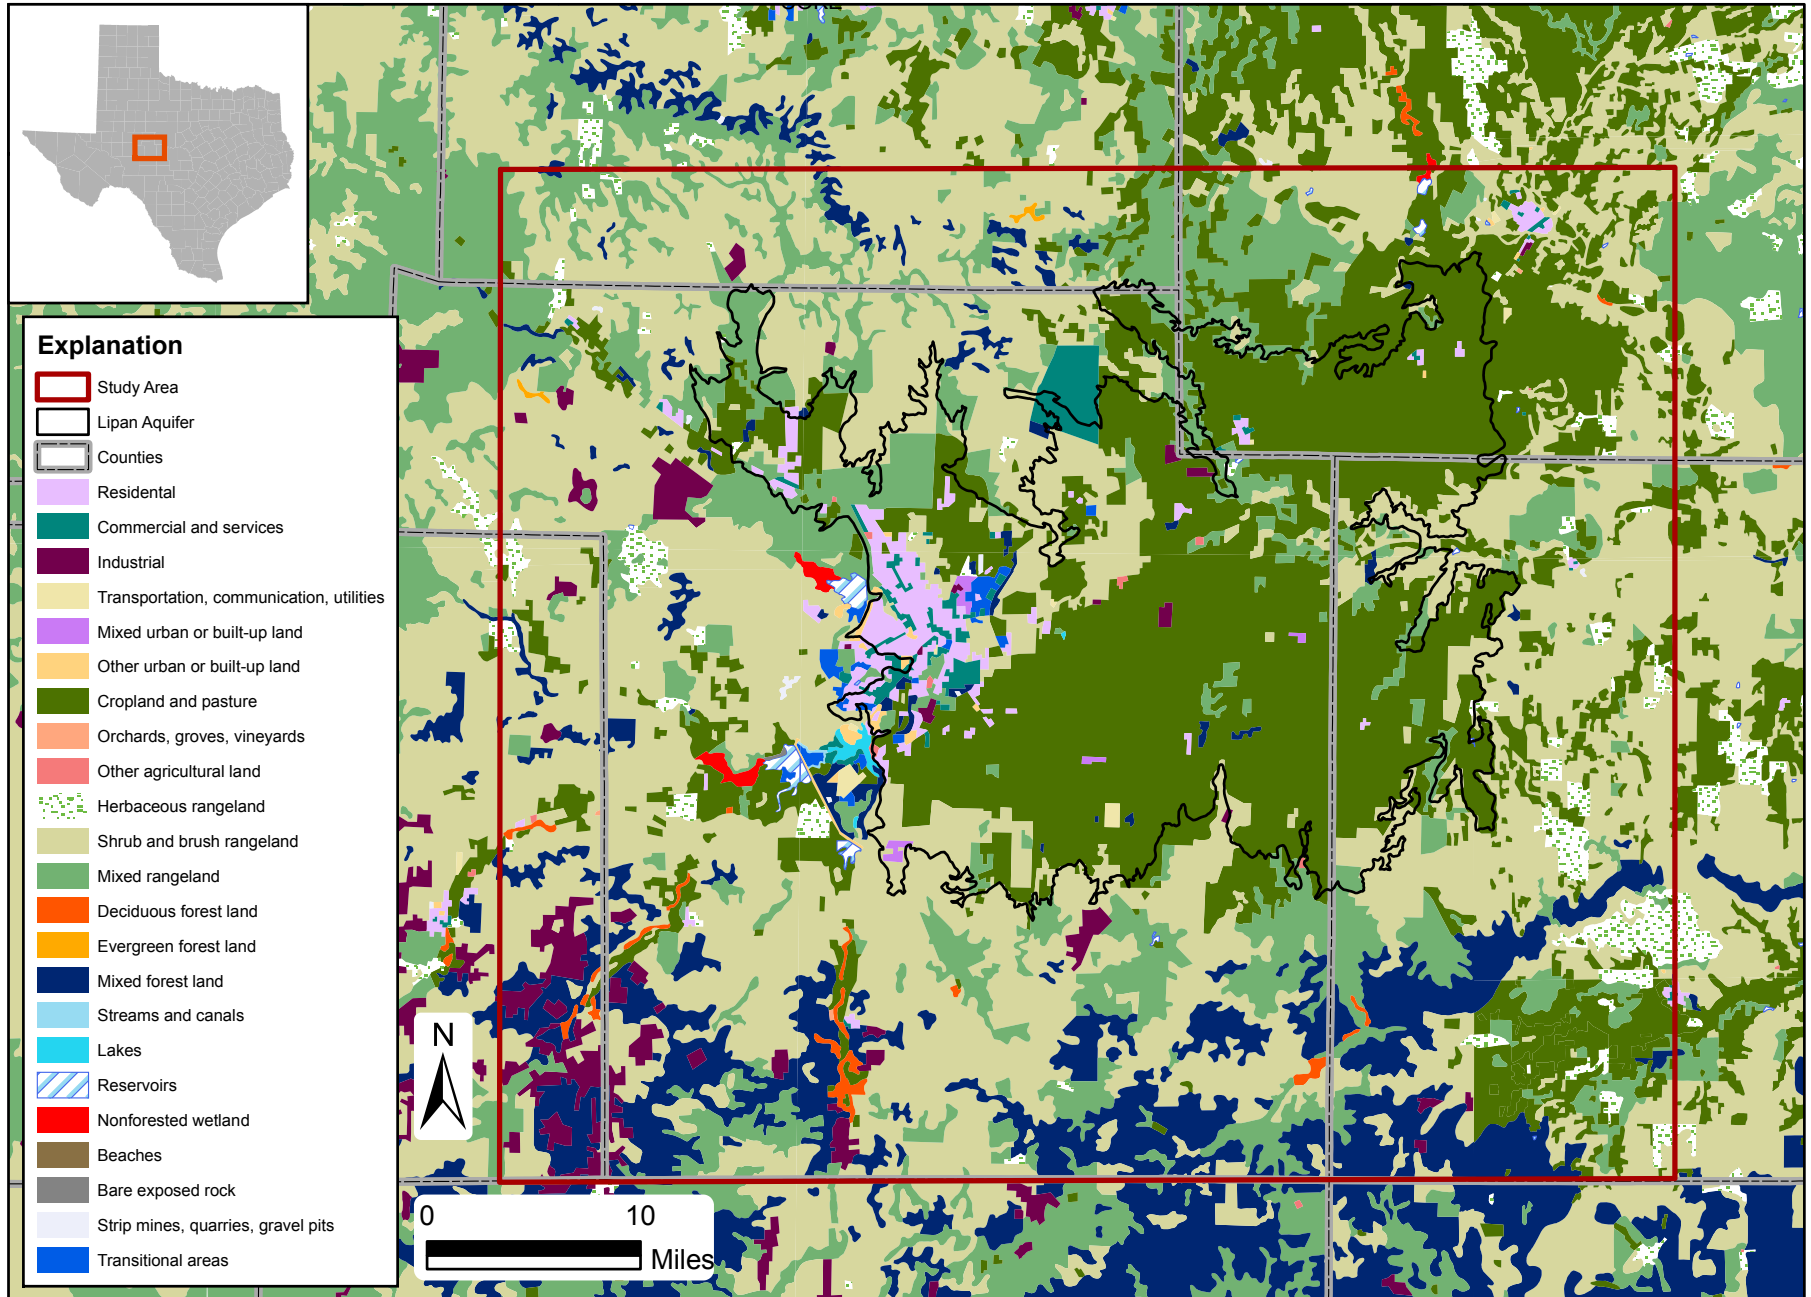 Explanation
Study Area
Lipan Aquifer
Counties
Residental
Commercial and services
Industrial
Transportation, communication, utilities
Mixed urban or built-up land
Other urban or built-up land
Cropland and pasture
Orchards, groves, vineyards
Other agricultural land
Herbaceous rangeland
Shrub and brush rangeland
Mixed rangeland
Deciduous forest land
Evergreen forest land
Mixed forest land
Streams and canals
Lakes
Reservoirs
Nonforested wetland
Beaches
Bare exposed rock
Strip mines, quarries, gravel pits
Transitional areas
N
0 10
Miles